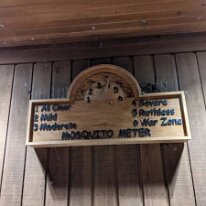 1 All Clear
2 Mild
3 Moderate
4 Severe
5 Ruthless
6 War Zone
MOSQUITO METER